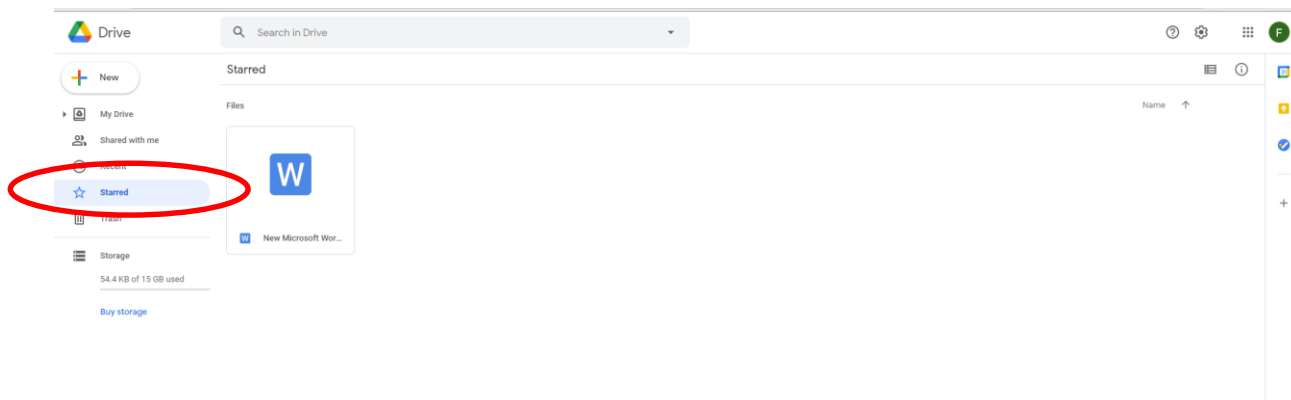 Drive
Search in Drive
F
New
Starred
My Drive
Files
Name
Shared with me
Recent
Starred
Trash
W
W New Microsoft Wor...
Storage
54.4 KB of 15 GB used
Buy storage